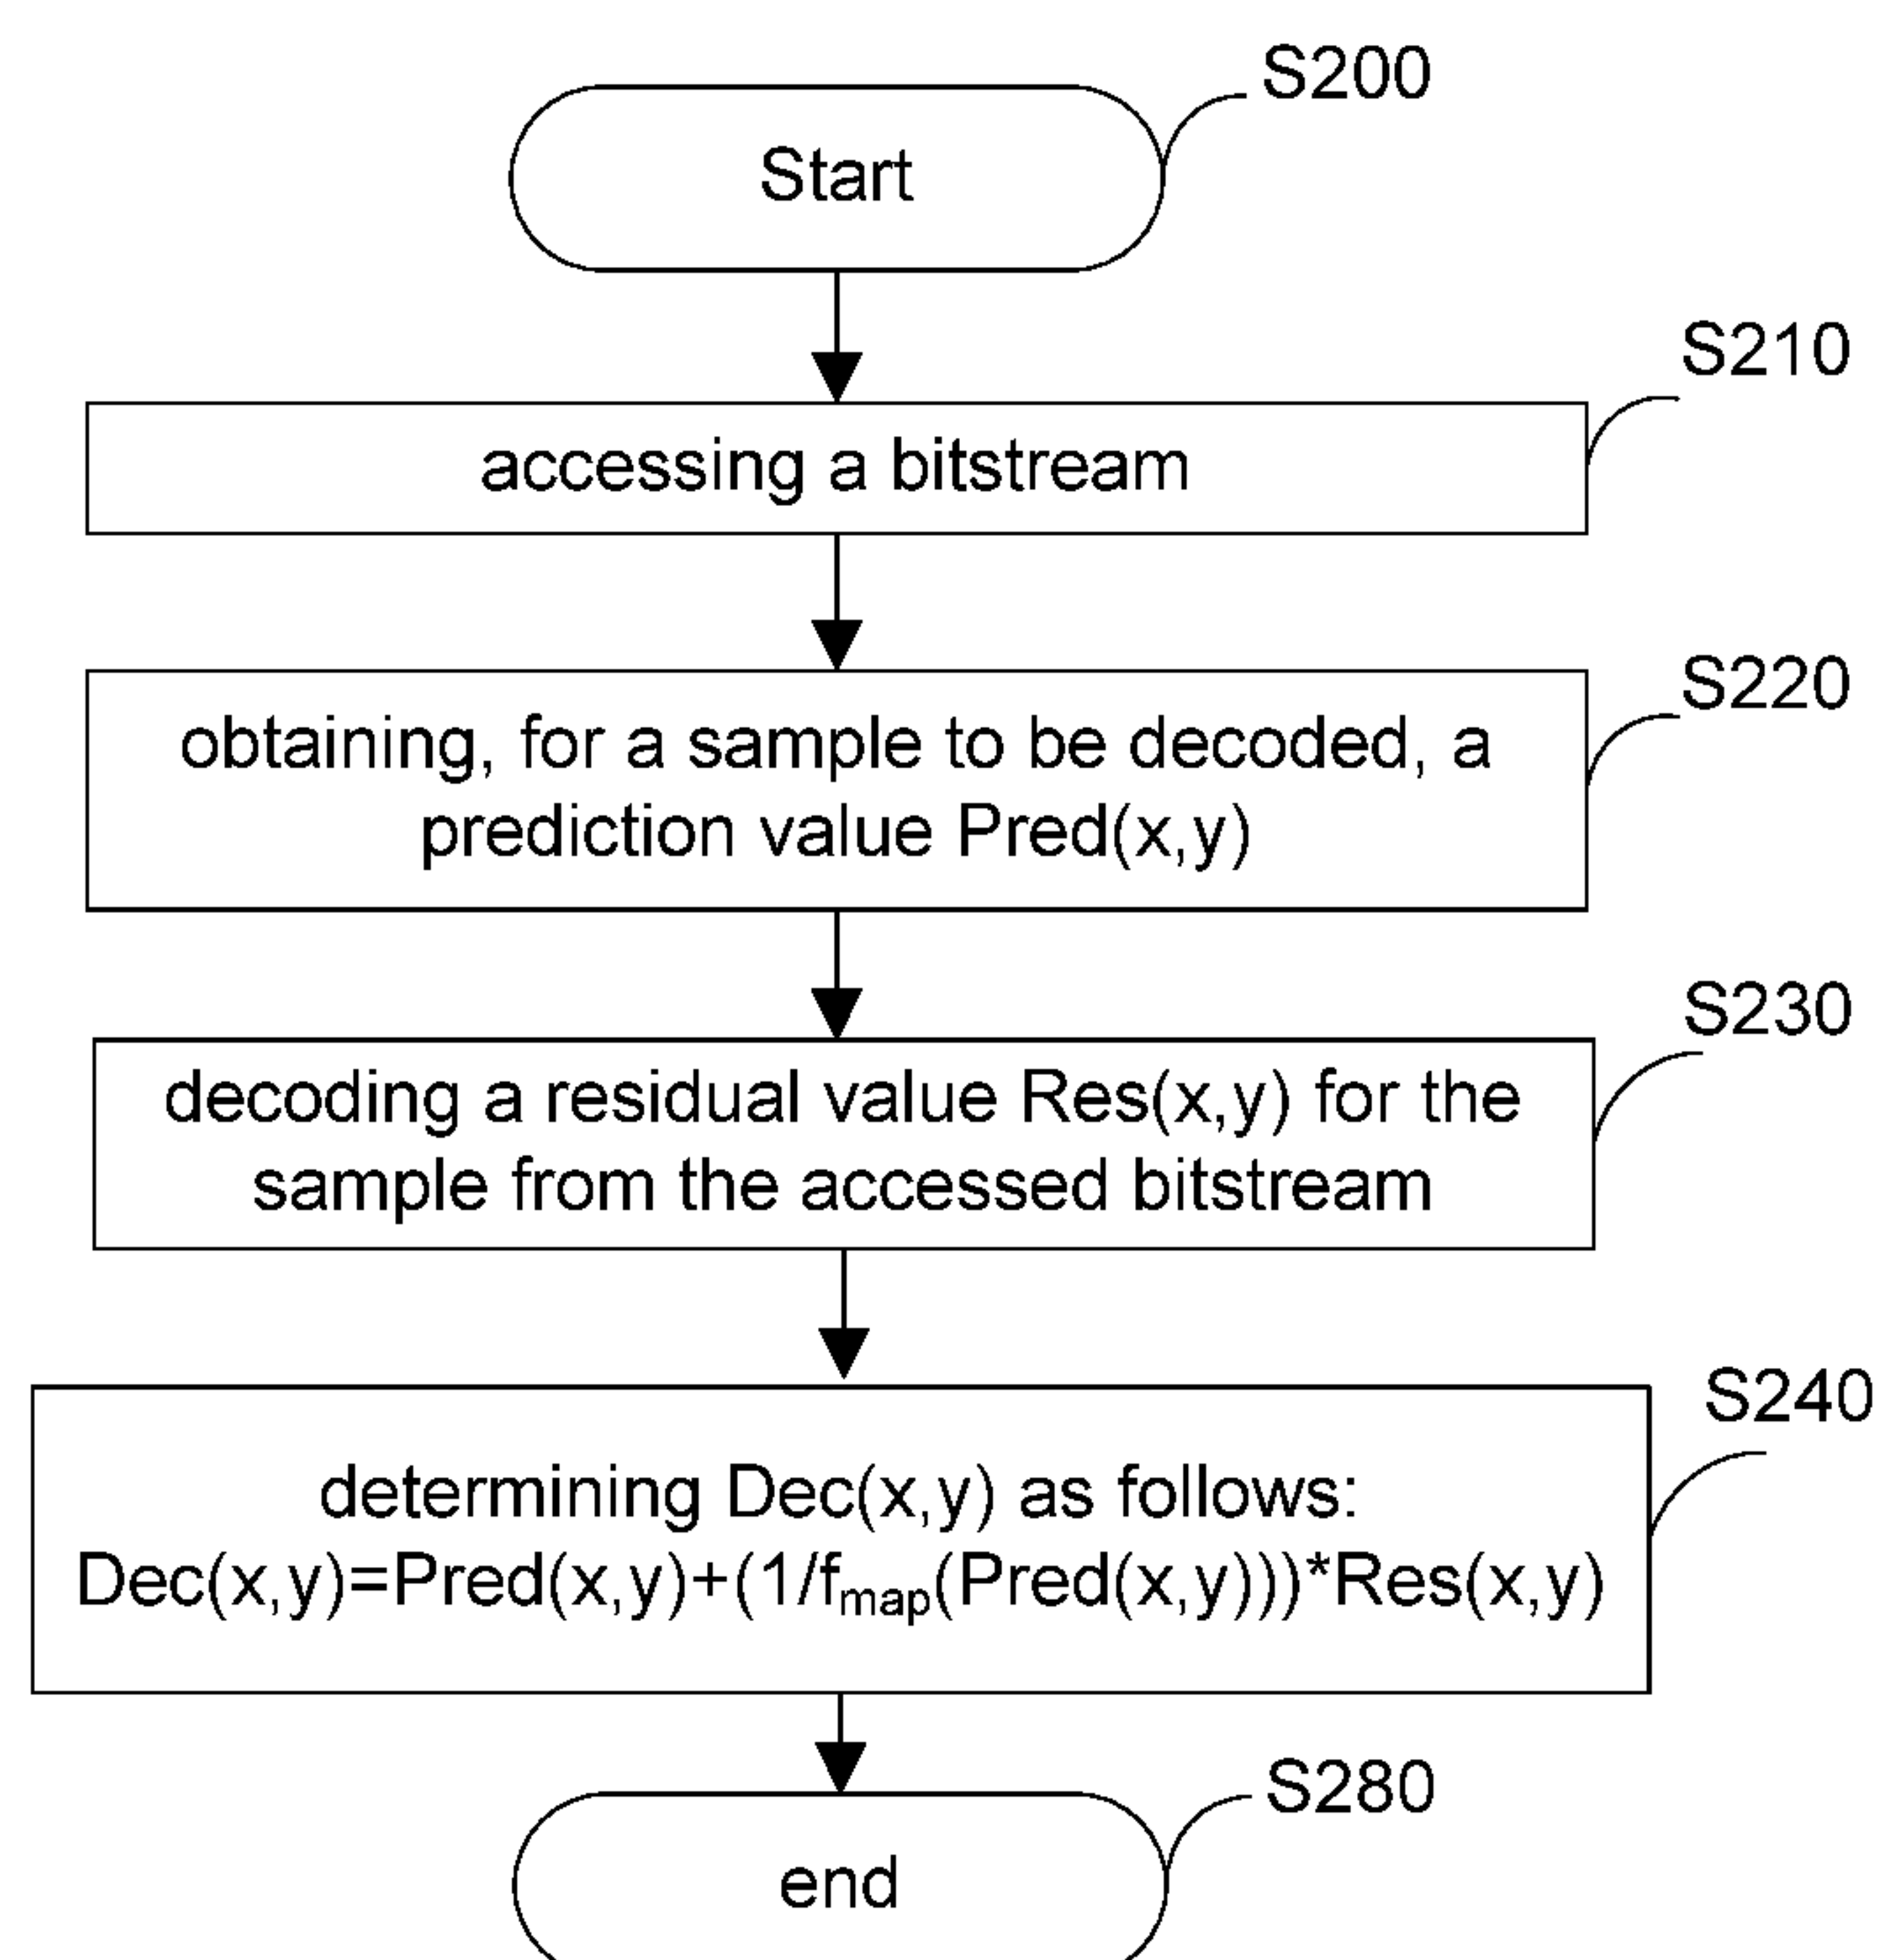 S200
Start
S210
accessing a bitstream
S220
obtaining, for a sample to be decoded, a
prediction value Pred(x,y)
S230
decoding a residual value Res(x,y) for the
sample from the accessed bitstream
S240
determining Dec(x,y) as follows:
Dec(x,y)=Pred(x,y)+(1/fmap(Pred(x,y)))*Res(x,y)
S280
end